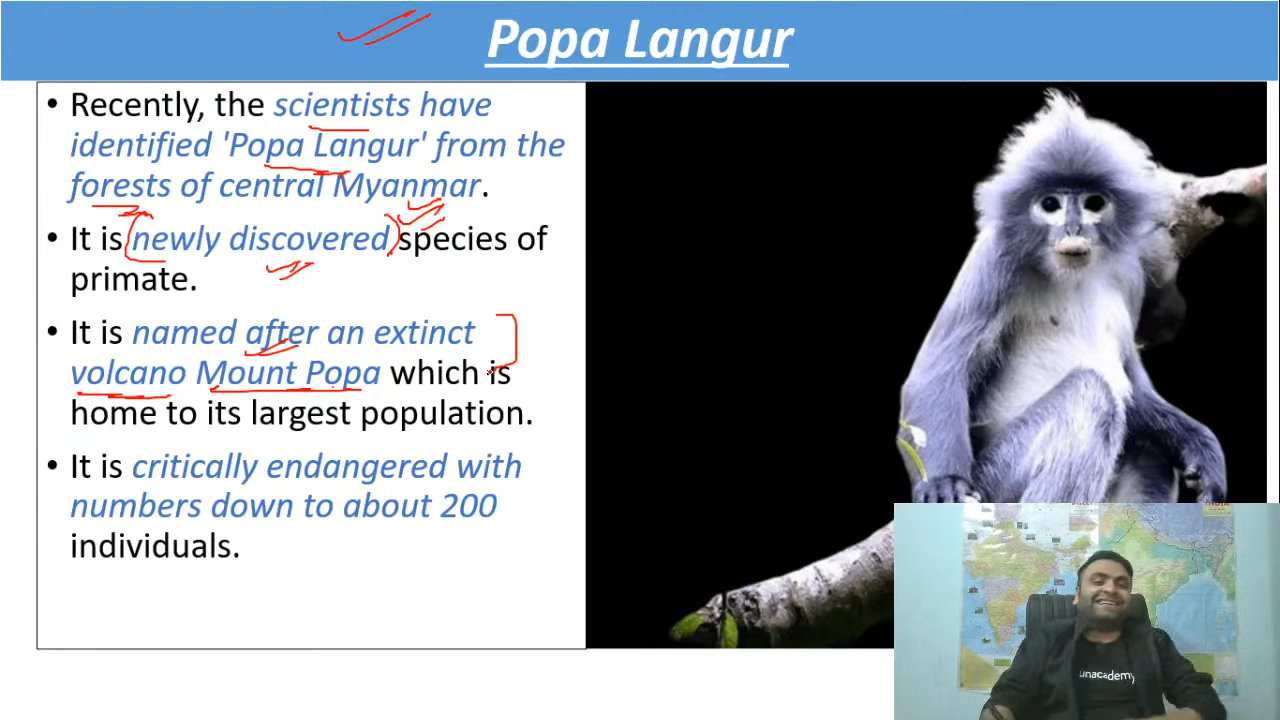 Popa Langur
• Recently, the scientists have
identified 'Popa Langur' from the
forests of central Myanmar.
• It is newly discovered species of
primate.
• It is named after an extinct
volcano Mount Popa which is
home to its largest population.
• It is critically endangered with
numbers down to about 200
individuals.
unacademy